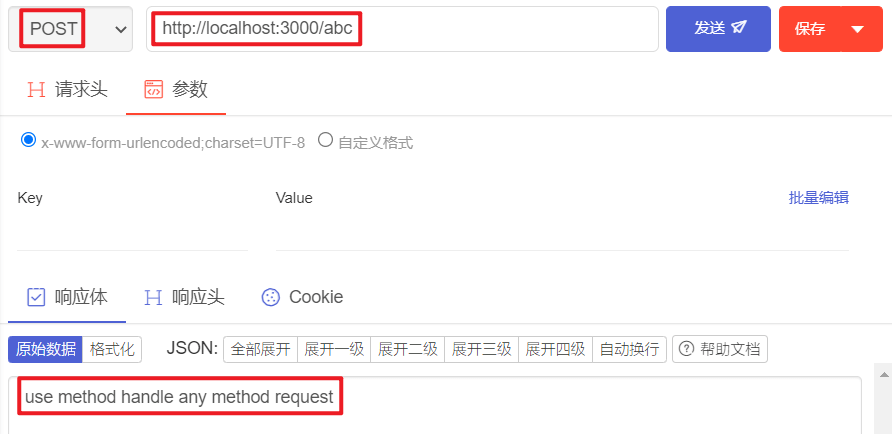 POST http://localhost:3000/abc 发送 保存
请求头 参数
x-www-form-urlencoded;charset=UTF-8 自定义格式
Key Value 批量编辑
响应体 响应头 Cookie
原始数据 格式化 JSON: 全部展开 展开一级 展开二级 展开三级 展开四级 自动换行 帮助文档
use method handle any method request